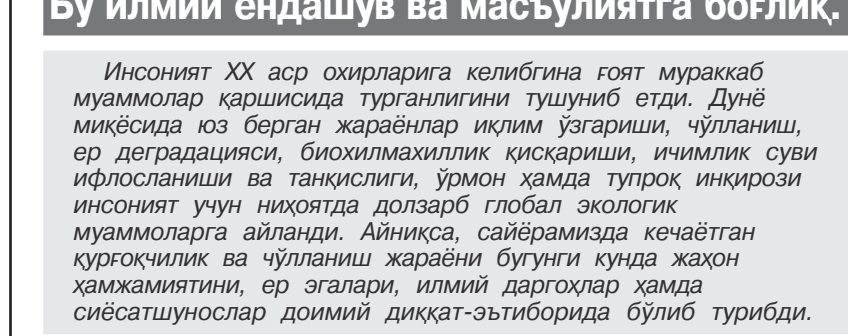 Бу илмий ёндашув ва масъулиятга боғлиқ.
Инсоният XX аср охирларига келибгина ғоят мураккаб
муаммолар қаршисида турганлигини тушуниб етди. Дунё
миқёсида юз берган жараёнлар иқлим ўзгариши, чўлланиш,
ер деградацияси, биохилмахиллик қисқариши, ичимлик суви
ифлосланиши ва танқислиги, ўрмон ҳамда тупроқ инқирози
инсоният учун ниҳоятда долзарб глобал экологик
муаммоларга айланди. Айниқса, сайёрамизда кечаётган
қурғоқчилик ва чўлланиш жараёни бугунги кунда жаҳон
ҳамжамиятини, ер эгалари, илмий даргоҳлар ҳамда
сиёсатшунослар доимий диққат-эътиборида бўлиб турибди.